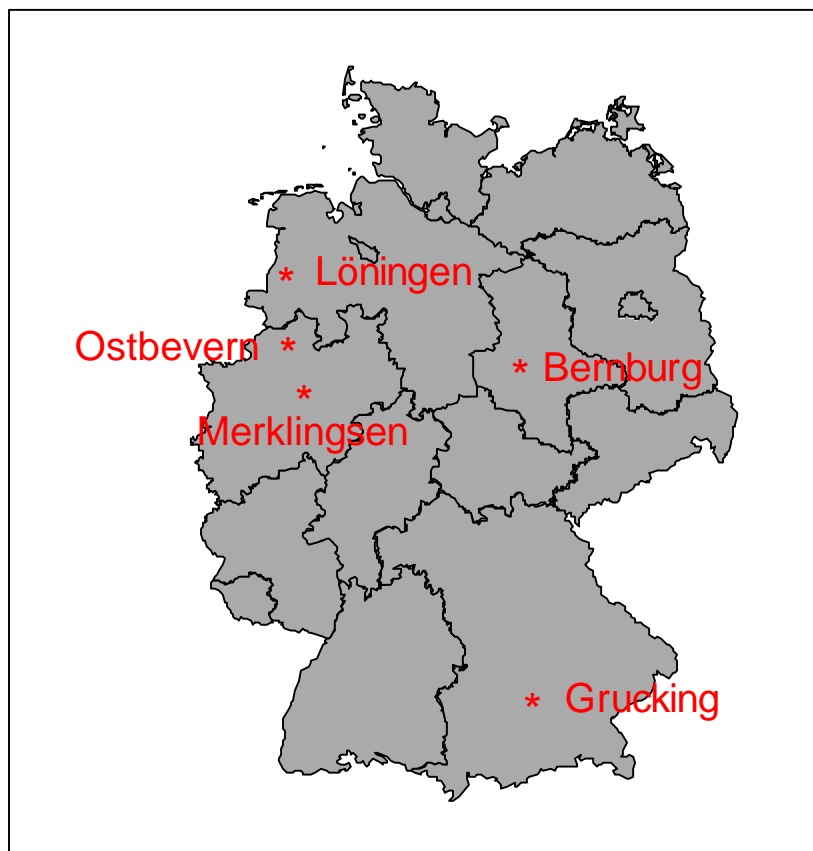 * Löningen
Ostbevern *
* Bernburg
*
Merklingsen
* Grucking